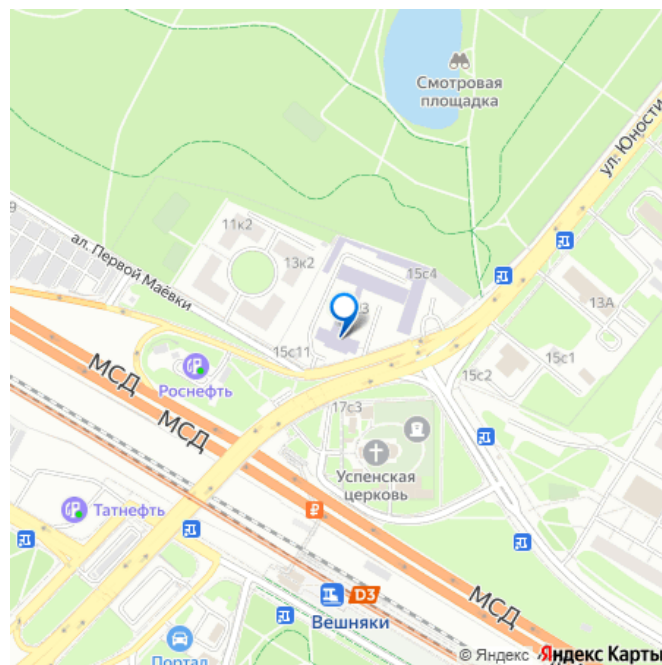 Смотровая
площадка
ул. Юности
9
ал. Первой Маёвки
11к2
13к2
15с4
3
13А
15с11
15с1
15с2
МСД
Роснефть
17с3
МСД
Успенская
церковь
Татнефть
₽
D3
МСД
Вешняки
Портал
© Яндекс Яндекс Карты